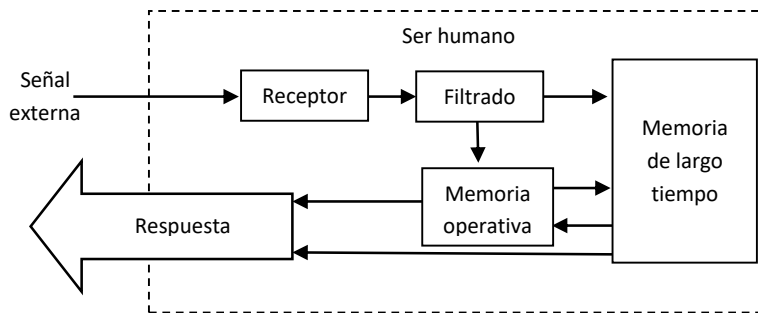 Ser humano
Señal
externa
Receptor
Filtrado
Memoria
de largo
tiempo
Memoria
operativa
Respuesta